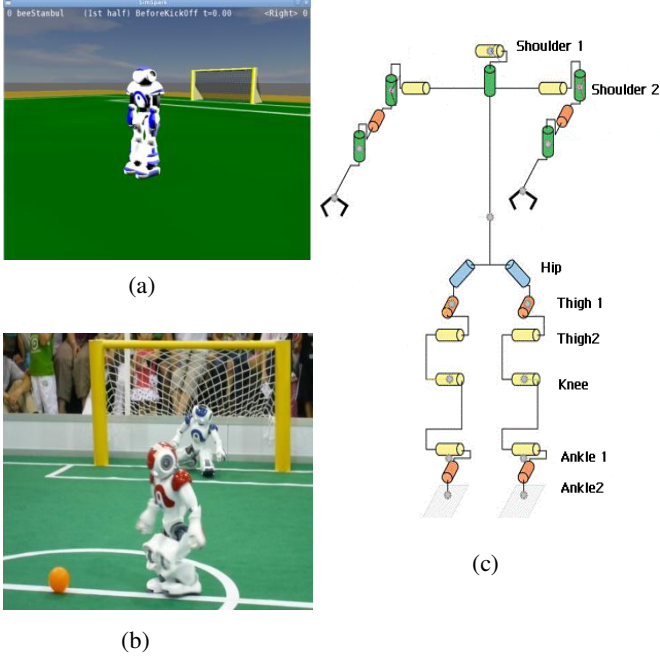 SimSpark
0 beeStanbul (1st half) BeforeKickOff t=0.00 <Right> 0
(a)
(b)
Shoulder 1
Shoulder 2
Hip
Thigh 1
Thigh2
Knee
Ankle 1
Ankle2
(c)